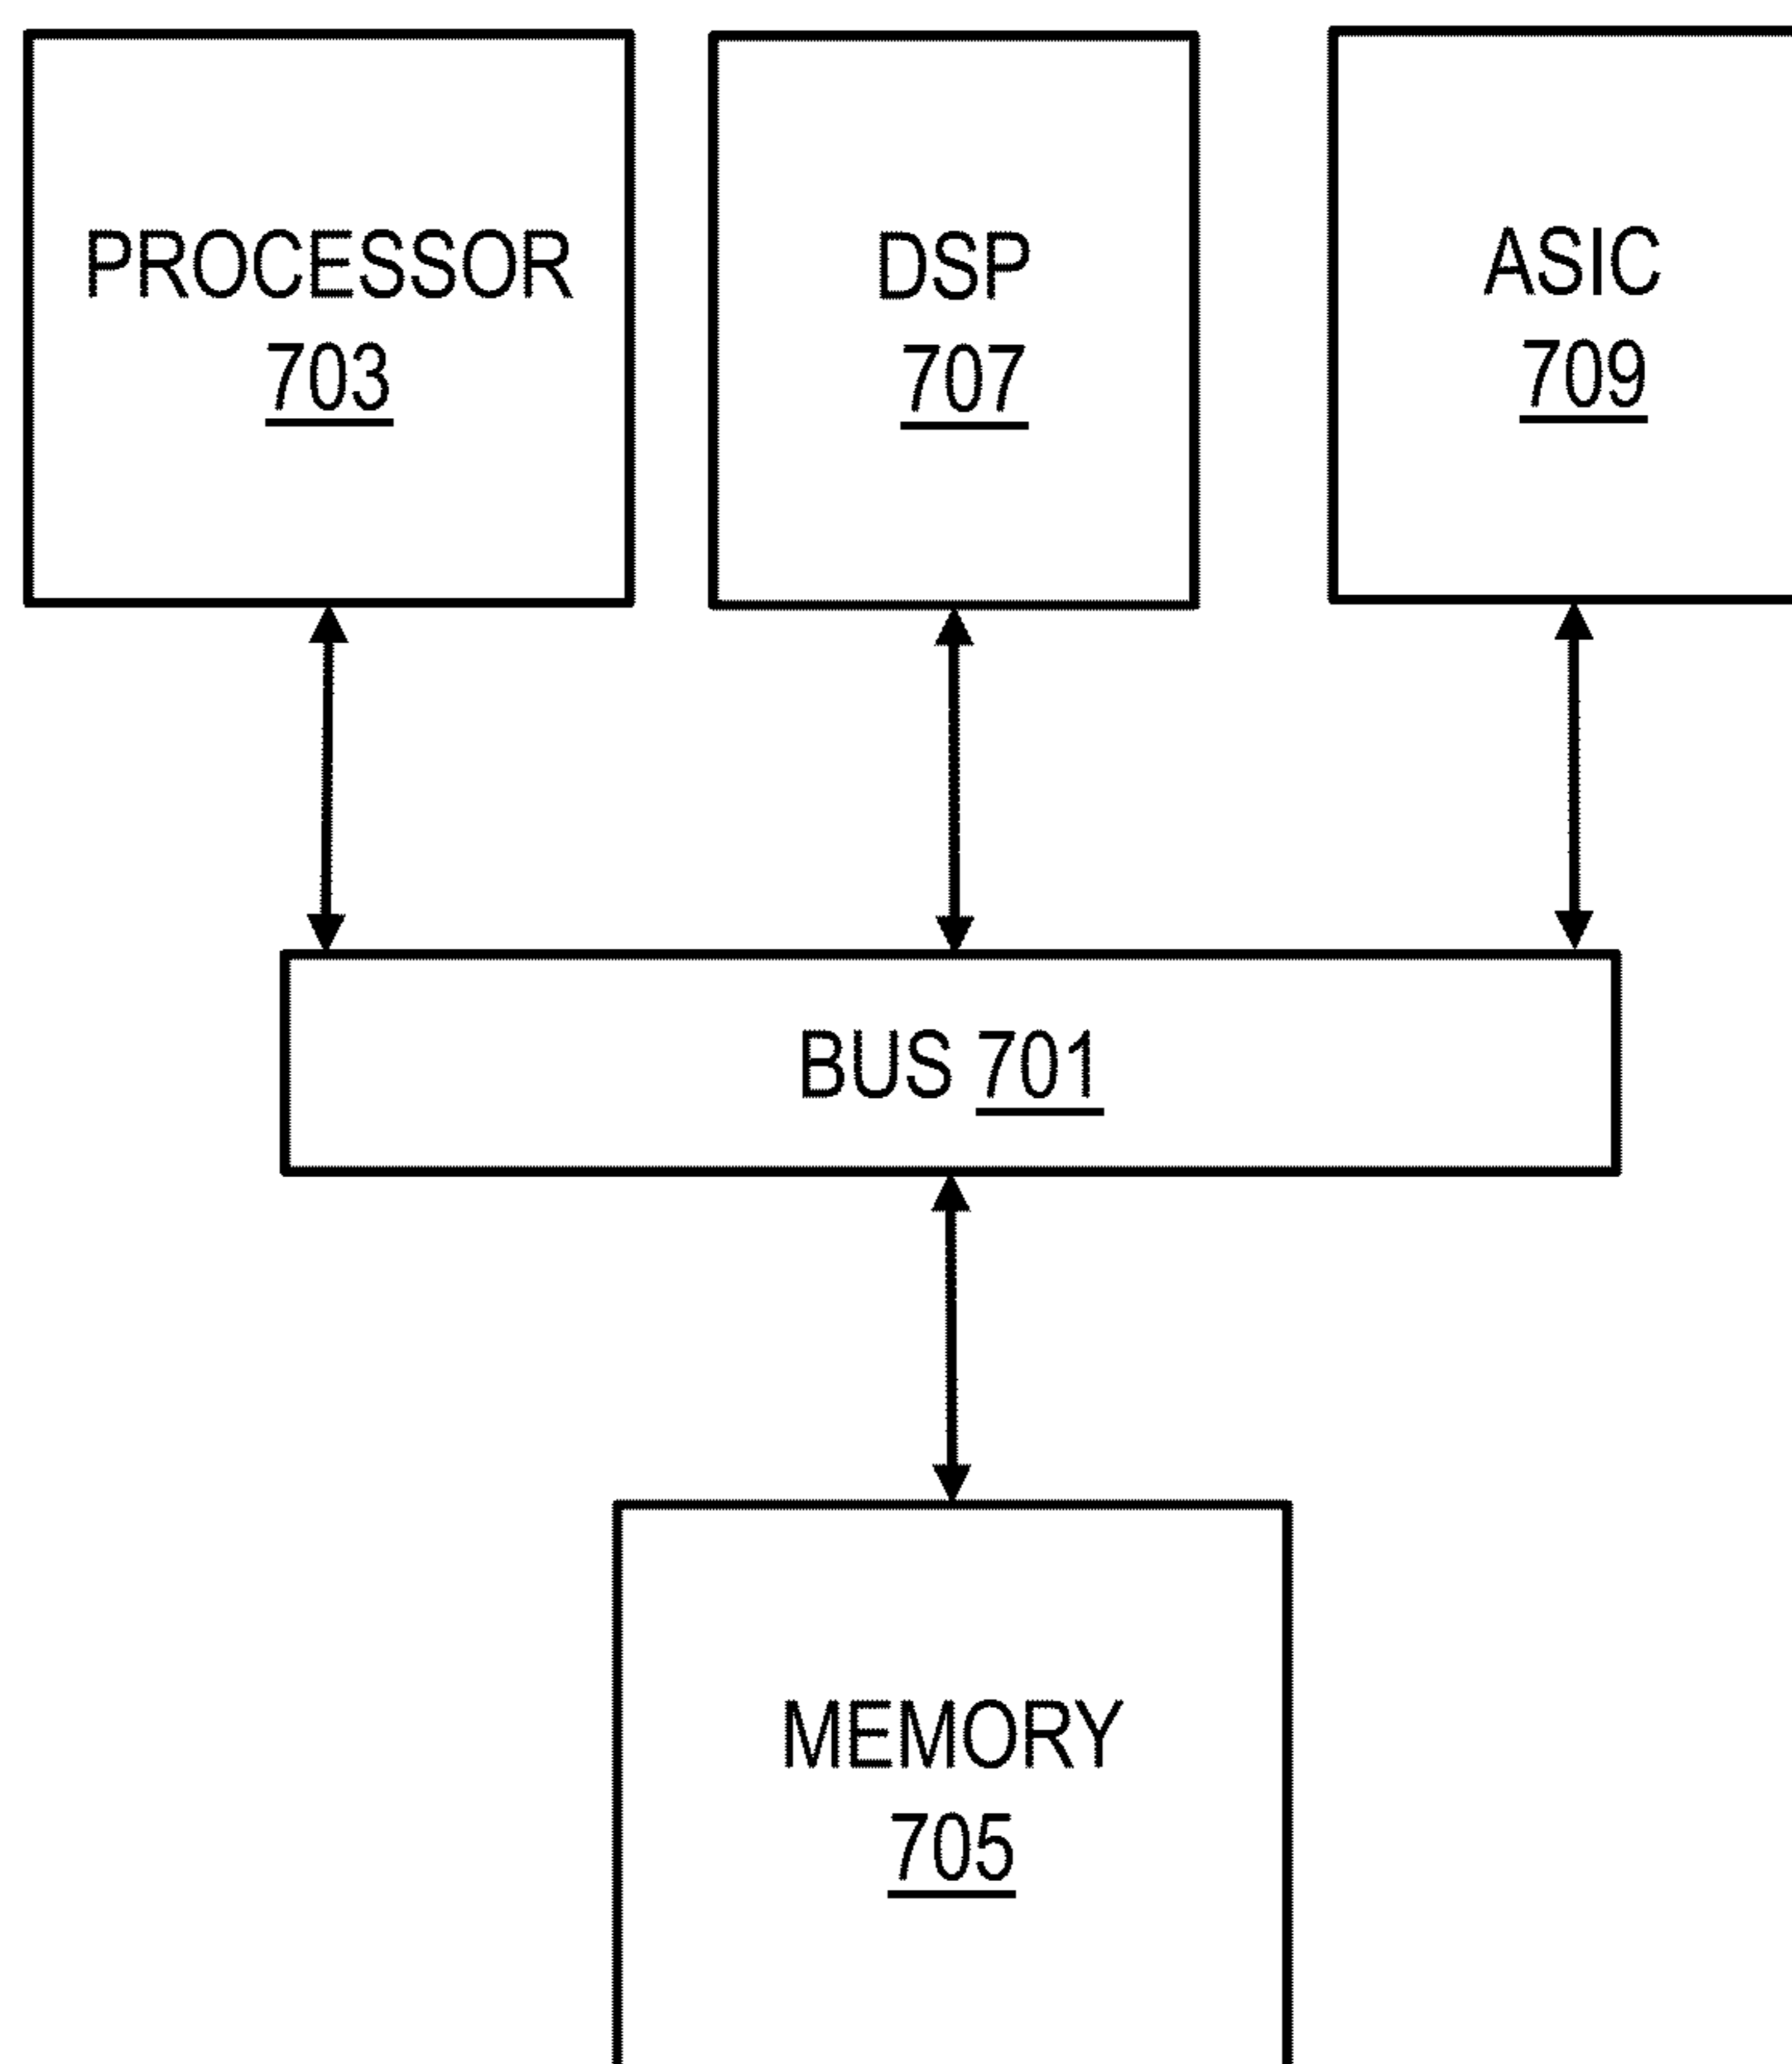 PROCESSOR
703
DSP
707
ASIC
709
BUS 701
MEMORY
705